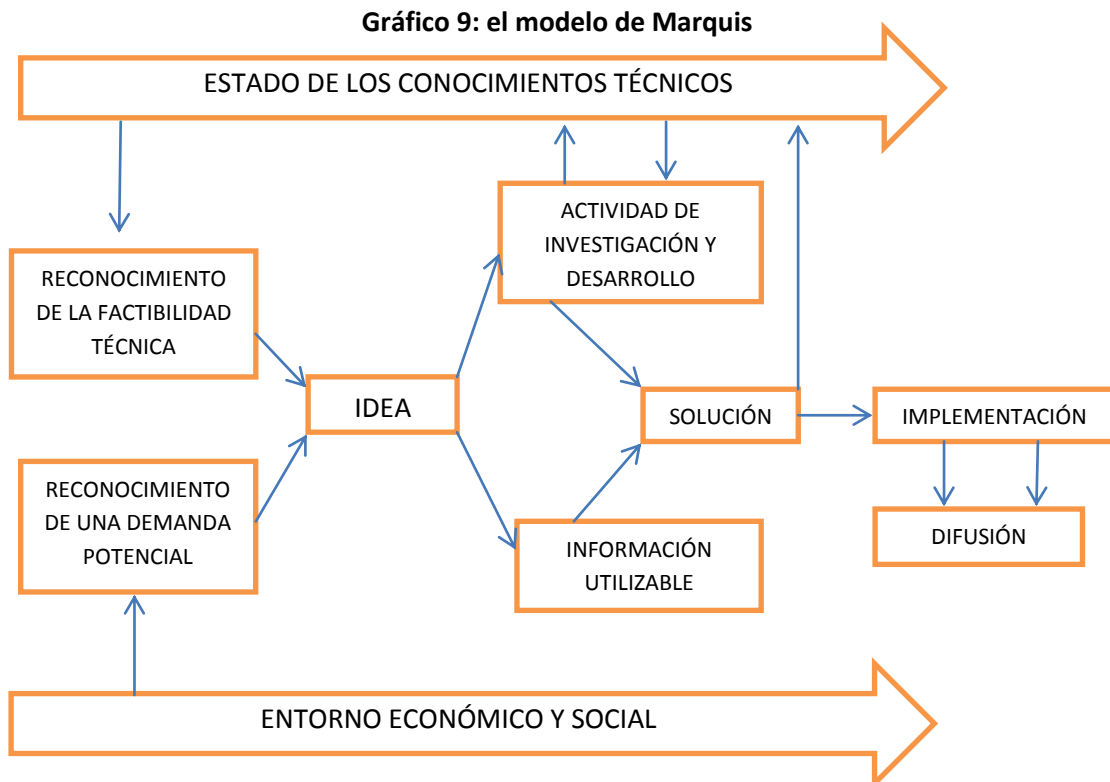 Gráfico 9: el modelo de Marquis
ESTADO DE LOS CONOCIMIENTOS TÉCNICOS
ACTIVIDAD DE
INVESTIGACIÓN Y
DESARROLLO
RECONOCIMIENTO
DE LA FACTIBILIDAD
TÉCNICA
IDEA
SOLUCIÓN
IMPLEMENTACIÓN
RECONOCIMIENTO
DE UNA DEMANDA
POTENCIAL
INFORMACIÓN
UTILIZABLE
DIFUSIÓN
ENTORNO ECONÓMICO Y SOCIAL